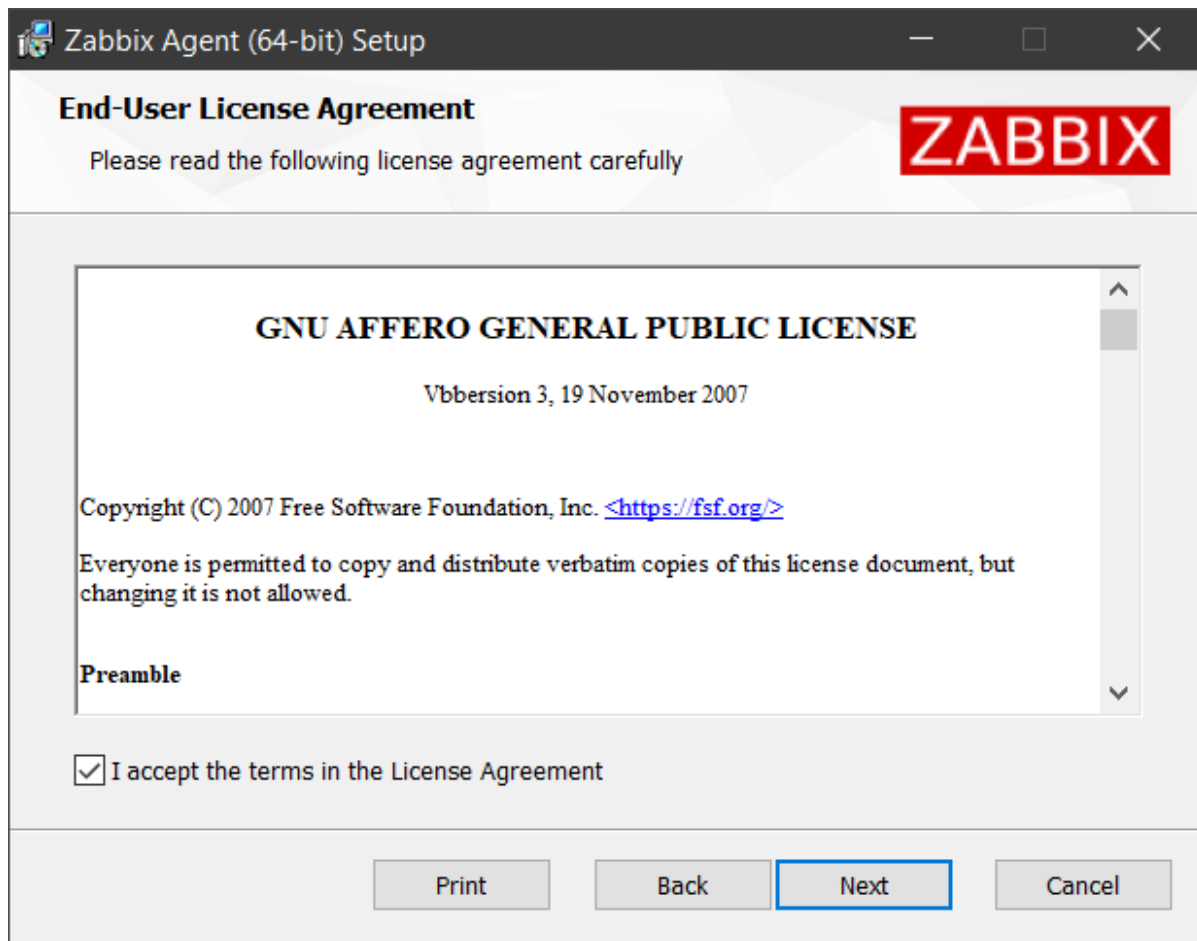 Zabbix Agent (64-bit) Setup
End-User License Agreement
Please read the following license agreement carefully
ZABBIX
GNU AFFERO GENERAL PUBLIC LICENSE
Vbbersion 3, 19 November 2007
Copyright (C) 2007 Free Software Foundation, Inc. <https://fsf.org/>
Everyone is permitted to copy and distribute verbatim copies of this license document, but
changing it is not allowed.
Preamble
I accept the terms in the License Agreement
Print Back Next Cancel